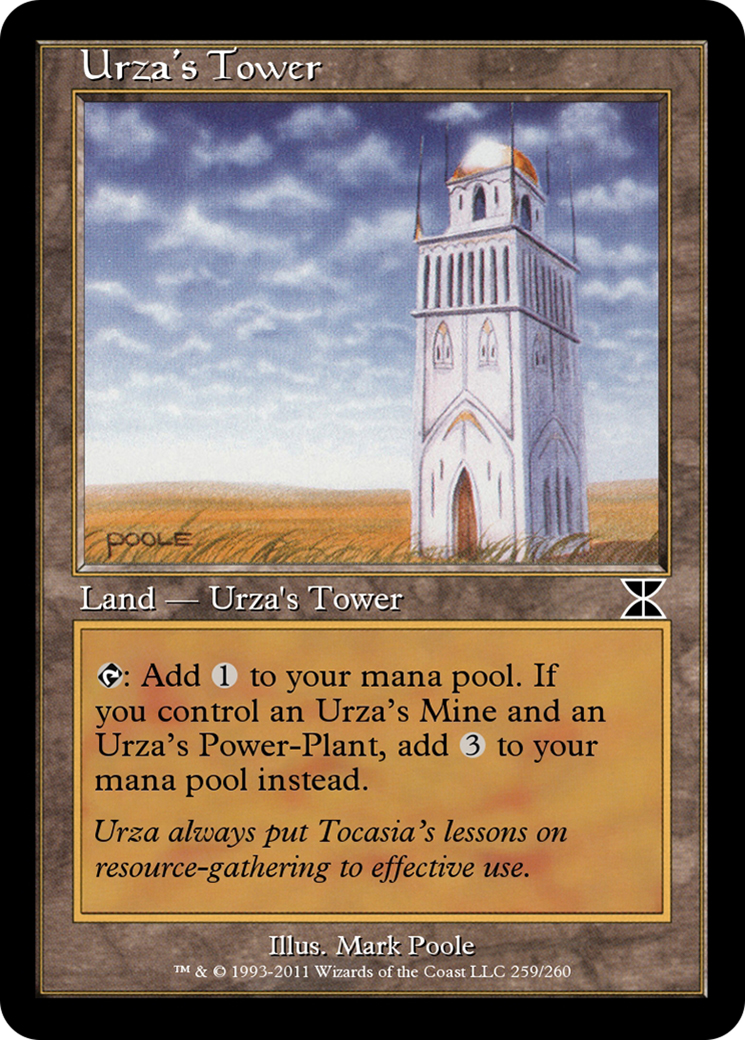 Urza's Tower
POOLE
Land — Urza's Tower
: Add 1 to your mana pool. If
you control an Urza's Mine and an
Urza's Power-Plant, add 3 to your
mana pool instead.
Urza always put Tocasia's lessons on
resource-gathering to effective use.
Illus. Mark Poole
™ & © 1993-2011 Wizards of the Coast LLC 259/260